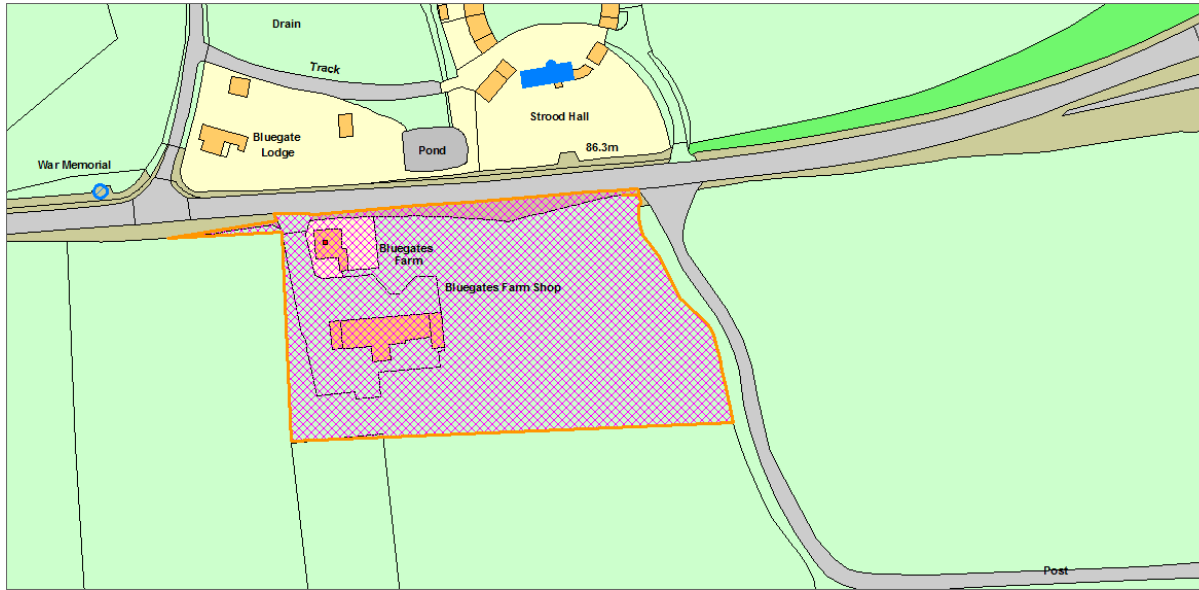 Drain
Track
Strood Hall
Bluegate
Lodge
Pond
86.3m
War Memorial
Bluegates
Farm
Bluegates Farm Shop
Post